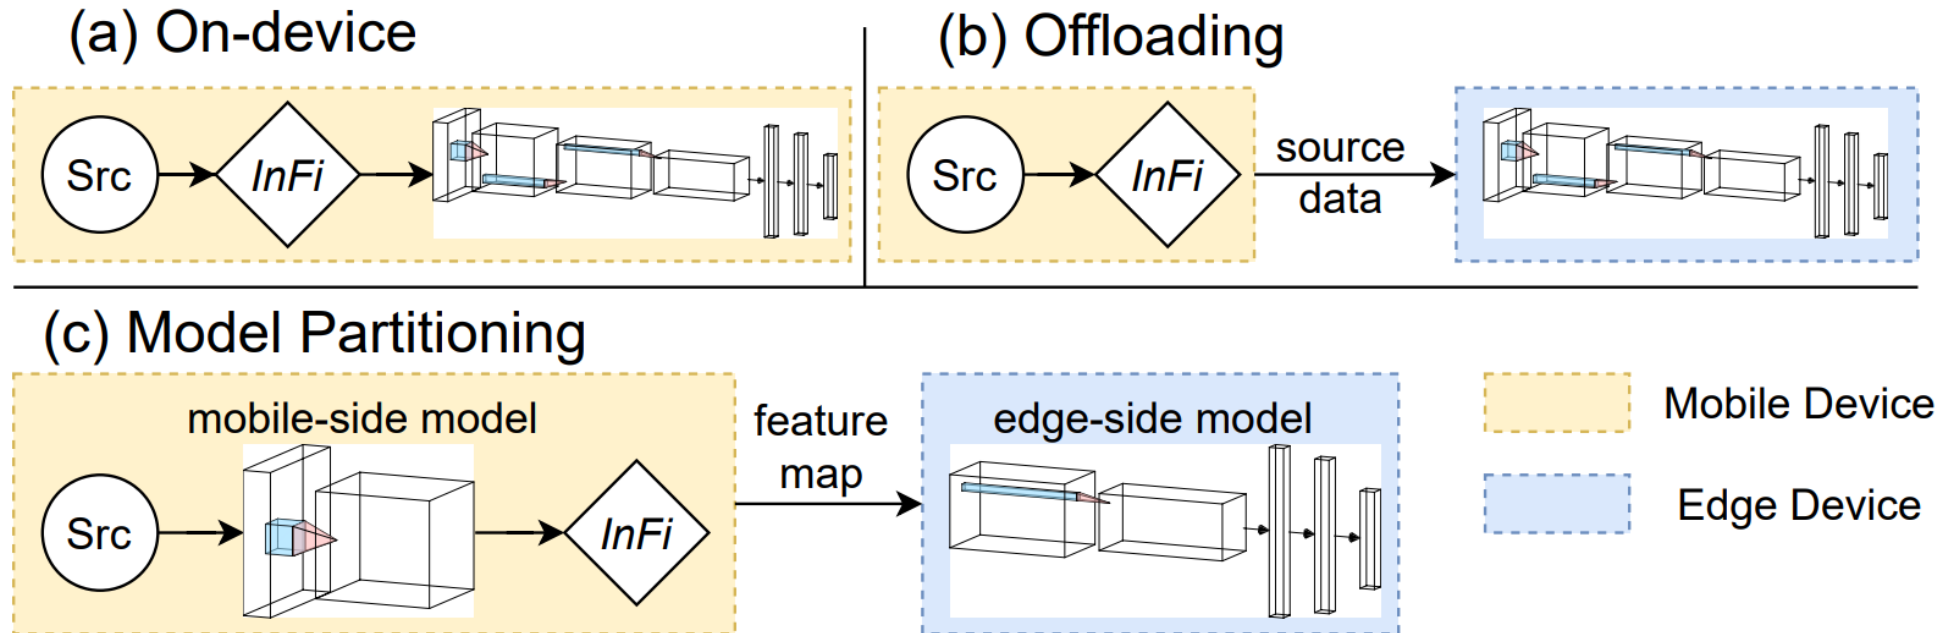 (a) On-device
Src
InFi
(b) Offloading
Src
InFi
source
data
(c) Model Partitioning
mobile-side model
Src
InFi
feature
map
edge-side model
Mobile Device
Edge Device